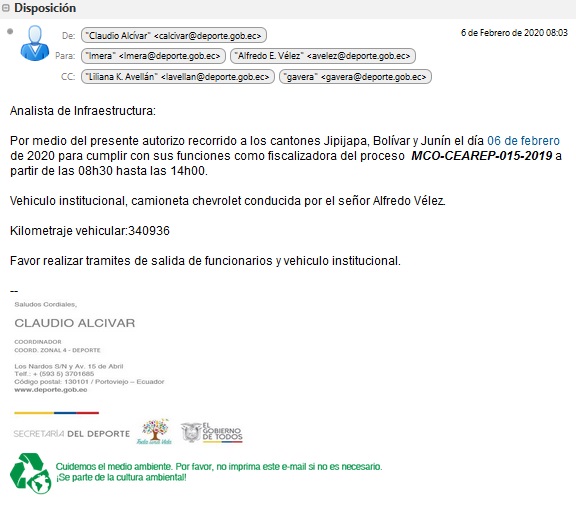 Disposición
De: "Claudio Alcívar" <calcivar@deporte.gob.ec>
6 de Febrero de 2020 08:03
Para: "lmera" <lmera@deporte.gob.ec> "Alfredo E. Vélez" <avelez@deporte.gob.ec>
CC: "Liliana K. Avellán" <lavellan@deporte.gob.ec> "gavera" <gavera@deporte.gob.ec>
Analista de Infraestructura:
Por medio del presente autorizo recorrido a los cantones Jipijapa, Bolívar y Junín el día 06 de febrero
de 2020 para cumplir con sus funciones como fiscalizadora del proceso MCO-CEAREP-015-2019 a
partir de las 08h30 hasta las 14h00.
Vehiculo institucional, camioneta chevrolet conducida por el señor Alfredo Vélez.
Kilometraje vehicular:340936
Favor realizar tramites de salida de funcionarios y vehiculo institucional.
--
Saludos Cordiales,
CLAUDIO ALCIVAR
COORDINADOR
COORD. ZONAL 4 - DEPORTE
Los Nardos S/N y Av. 15 de Abril
Telf.: + (593 5) 3701685
Código postal: 130101 / Portoviejo – Ecuador
www.deporte.gob.ec
SECRETARÍA DEL DEPORTE
Toda una Vida
EL GOBIERNO DE TODOS
Cuidemos el medio ambiente. Por favor, no imprima este e-mail si no es necesario.
¡Se parte de la cultura ambiental!